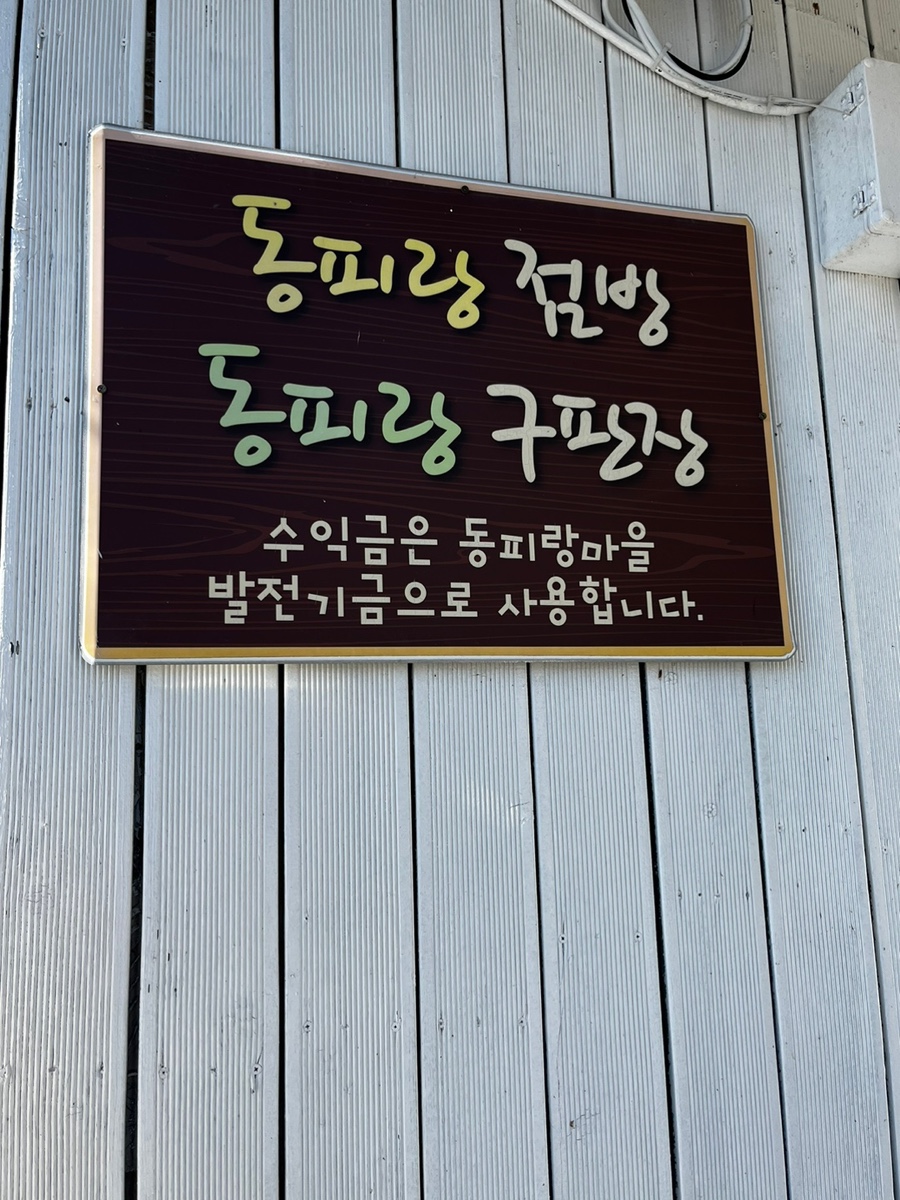 동피랑 점방
동피랑 구판장
수익금은 동피랑마을
발전기금으로 사용합니다.